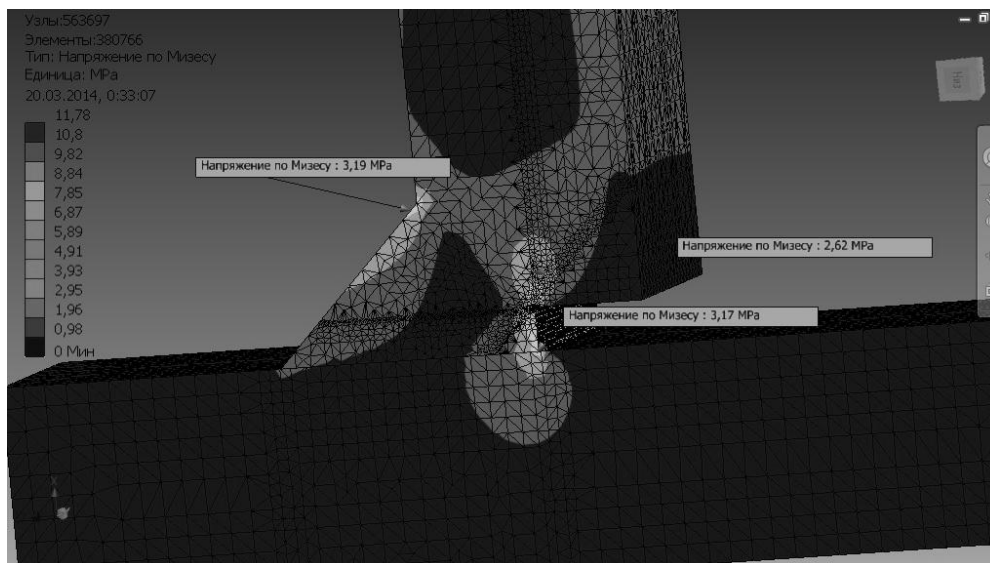 Узлы:563697
Элементы:380766
Тип: Напряжение по Мизесу
Единица: MPa
20.03.2014, 0:33:07
11,78
10,8
9,82
8,84
7,85
6,87
5,89
4,91
3,93
2,95
1,96
0,98
0 Мин
Напряжение по Мизесу : 3,19 MPa
Напряжение по Мизесу : 2,62 MPa
Напряжение по Мизесу : 3,17 MPa
Низ